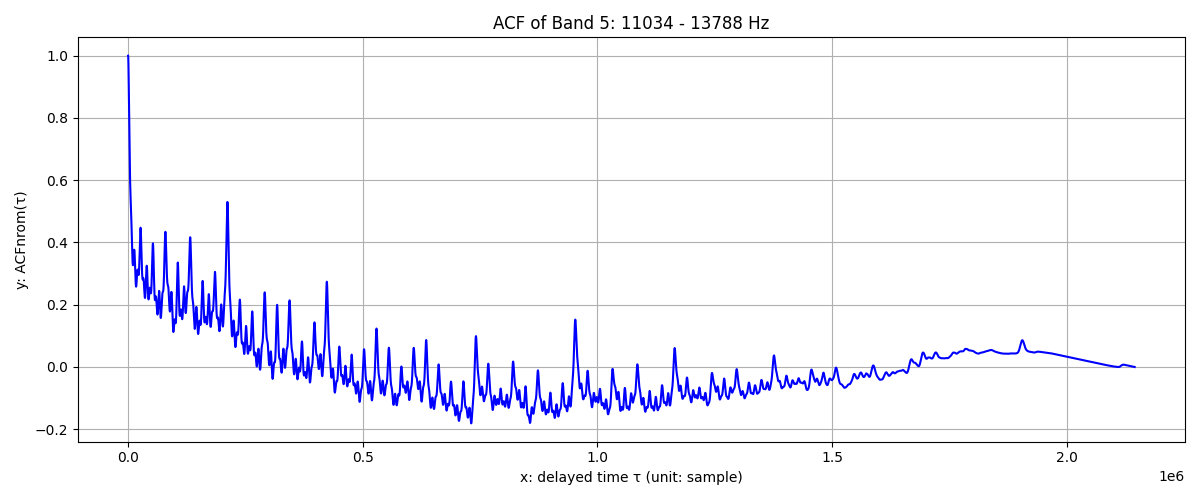 ACF of Band 5: 11034 - 13788 Hz
y: ACFnrom(τ)
1.0
0.8
0.6
0.4
0.2
0.0
−0.2
0.0 0.5 1.0 1.5 2.0
1e6
x: delayed time τ (unit: sample)